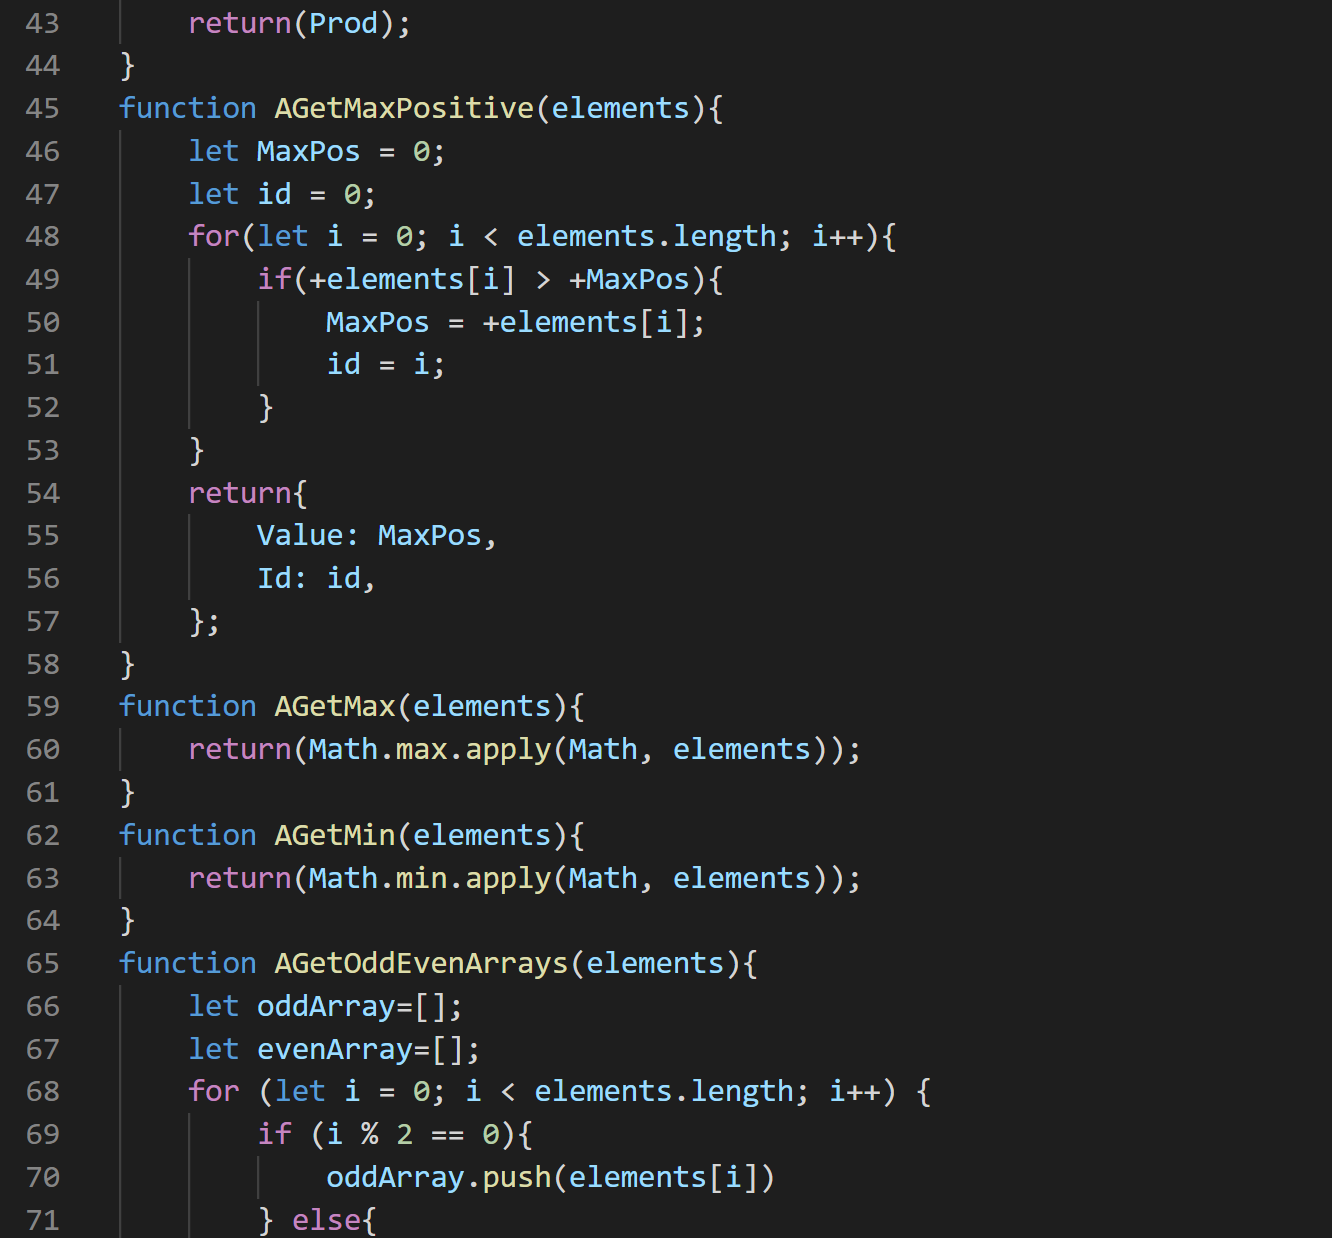 43 return(Prod);
44 }
45 function AGetMaxPositive(elements){
46 let MaxPos = 0;
47 let id = 0;
48 for(let i = 0; i < elements.length; i++){
49 if(+elements[i] > +MaxPos){
50 MaxPos = +elements[i];
51 id = i;
52 }
53 }
54 return{
55 Value: MaxPos,
56 Id: id,
57 };
58 }
59 function AGetMax(elements){
60 return(Math.max.apply(Math, elements));
61 }
62 function AGetMin(elements){
63 return(Math.min.apply(Math, elements));
64 }
65 function AGetOddEvenArrays(elements){
66 let oddArray=[];
67 let evenArray=[];
68 for (let i = 0; i < elements.length; i++) {
69 if (i % 2 == 0){
70 oddArray.push(elements[i])
71 } else{